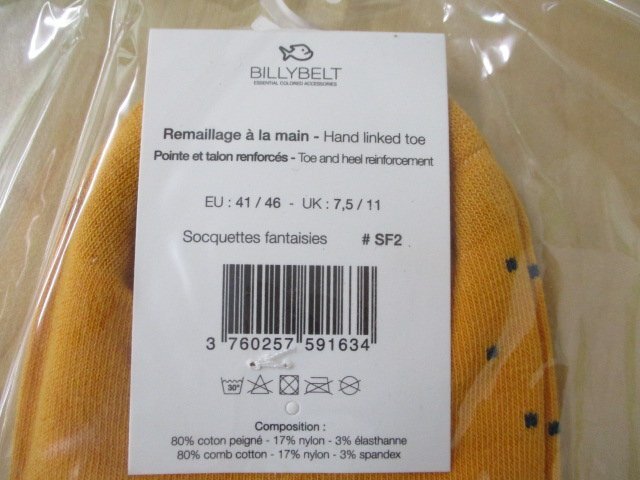 BILLYBELT
ESSENTIAL COLORED ACCESSORIES
Remaillage à la main - Hand linked toe
Pointe et talon renforcés - Toe and heel reinforcement
EU : 41 / 46 - UK : 7,5 / 11
Socquettes fantaisies # SF2
3 760257 591634
30°
Composition :
80% coton peigné - 17% nylon - 3% élasthanne
80% comb cotton - 17% nylon - 3% spandex